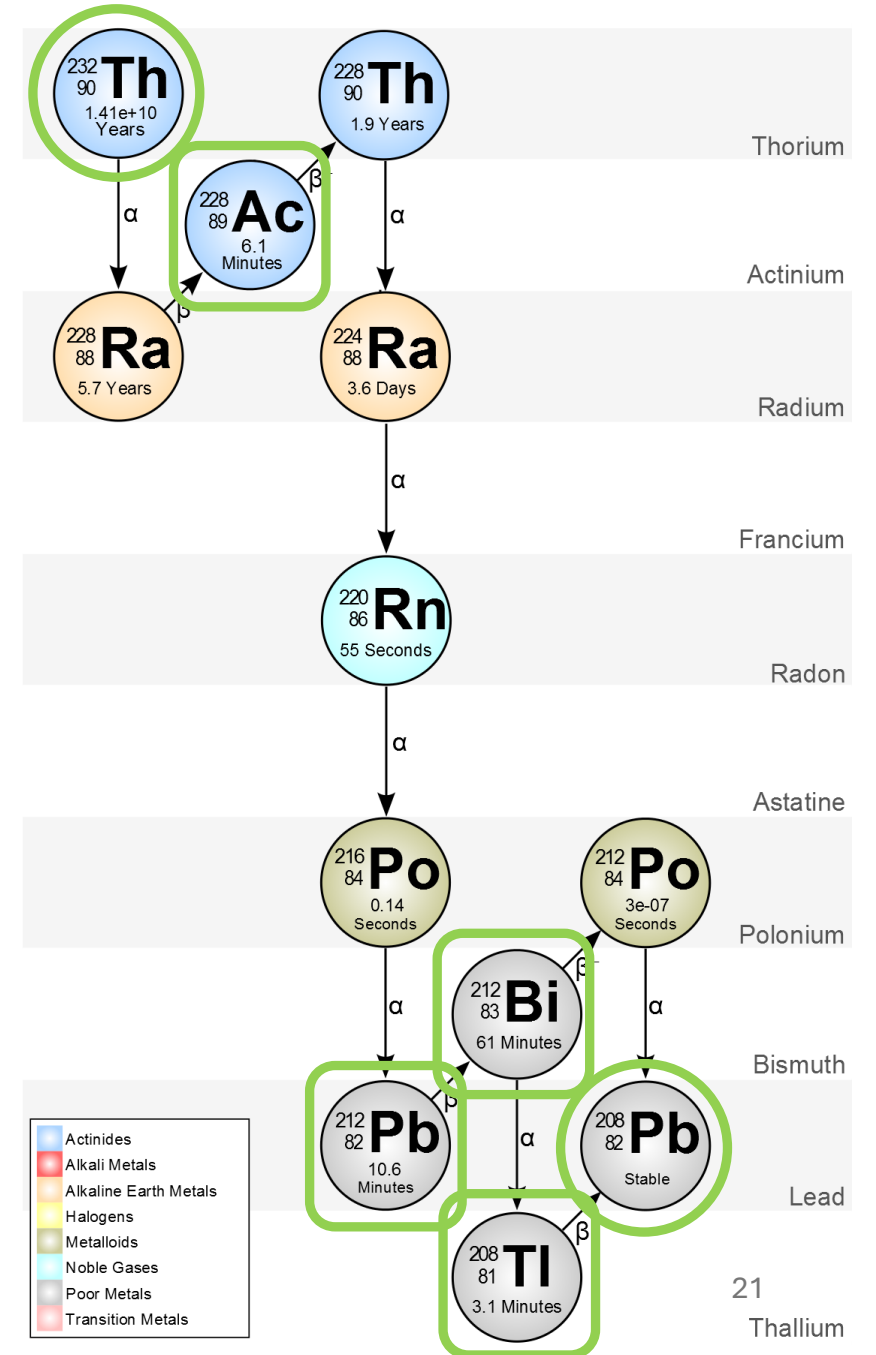 232
90
Th
1.41e+10
Years
228
90
Th
1.9 Years
Thorium
β-
α
228
89
Ac
6.1
Minutes
α
Actinium
β-
228
88
Ra
5.7 Years
224
88
Ra
3.6 Days
Radium
α
Francium
220
86
Rn
55 Seconds
Radon
α
Astatine
216
84
Po
0.14
Seconds
212
84
Po
3e-07
Seconds
Polonium
β-
α
212
83
Bi
61 Minutes
α
Bismuth
β-
212
82
Pb
10.6
Minutes
α
208
82
Pb
Stable
Lead
β-
208
81
Tl
3.1 Minutes
21
Thallium
Actinides
Alkali Metals
Alkaline Earth Metals
Halogens
Metalloids
Noble Gases
Poor Metals
Transition Metals